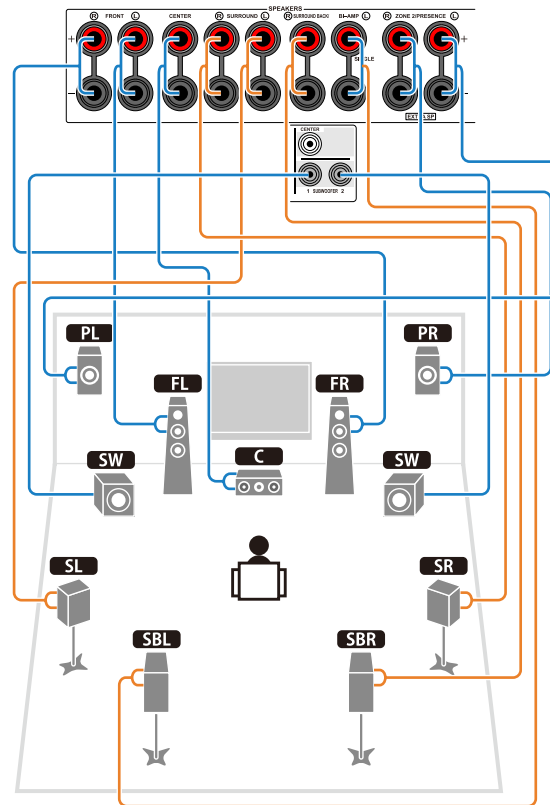 SPEAKERS
R FRONT L CENTER R SURROUND L R SURROUND BACK/ BI-AMP L R ZONE 2/PRESENCE L
+ +
SINGLE
- -
EXTRA SP
CENTER
1 SUBWOOFER 2
PL PR
FL FR
SW C SW
SL SR
SBL SBR